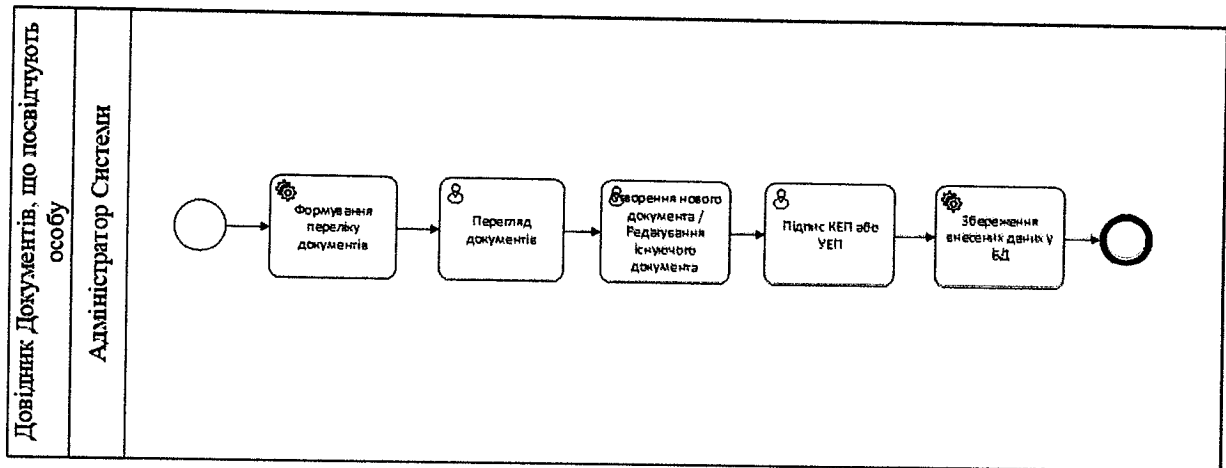 Довідник Документів, що посвідчують
особу
Адміністратор Системи
Формування
переліку
документів
Перегляд
документів
Створення нового
документа /
Редагування
існуючого
документа
Підпис КЕП або
УЕП
Збереження
внесених даних у
БД